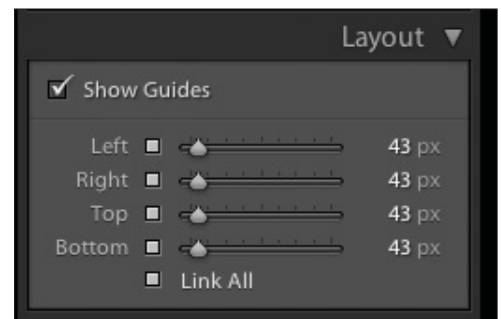 Layout
Show Guides
Left 43 px
Right 43 px
Top 43 px
Bottom 43 px
Link All